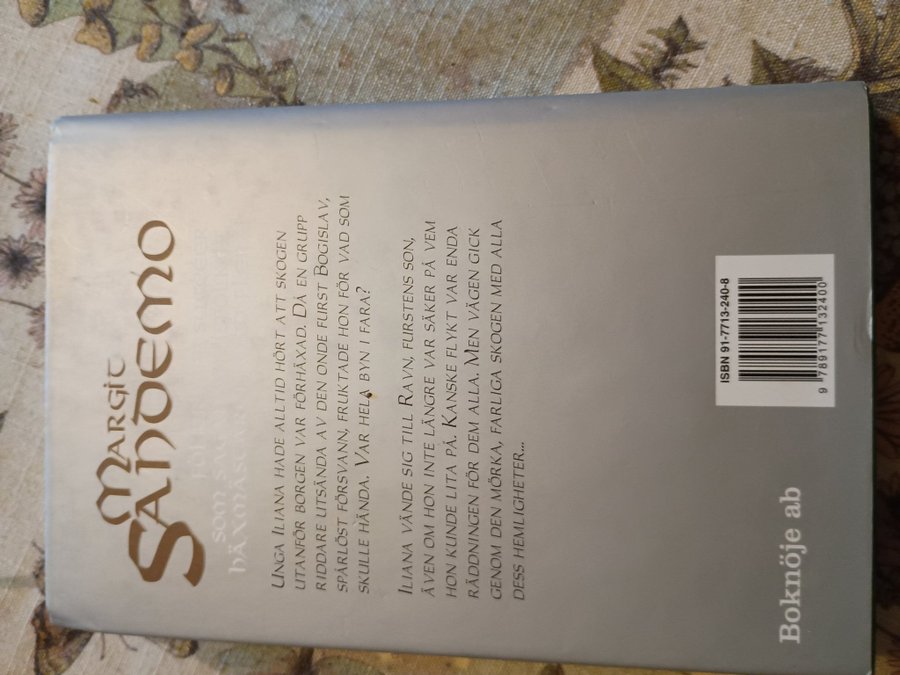 Margit
Sandemo
som
häxmäster
Unga Iliana hade alltid hört att skogen
utanför borgen var förhäxad. Då en grupp
riddare utsända av den onde furst Bogislav,
spårlöst försvann, fruktade hon för vad som
skulle hända. Var hela byn i fara?
Iliana vände sig till Ravn, furstens son,
även om hon inte längre var säker på vem
hon kunde lita på. Kanske flykt var enda
räddningen för dem alla. Men vägen gick
genom den mörka, farliga skogen med alla
dess hemligheter...
ISBN 91-7713-240-8
9 789177 132400
Boknöje ab